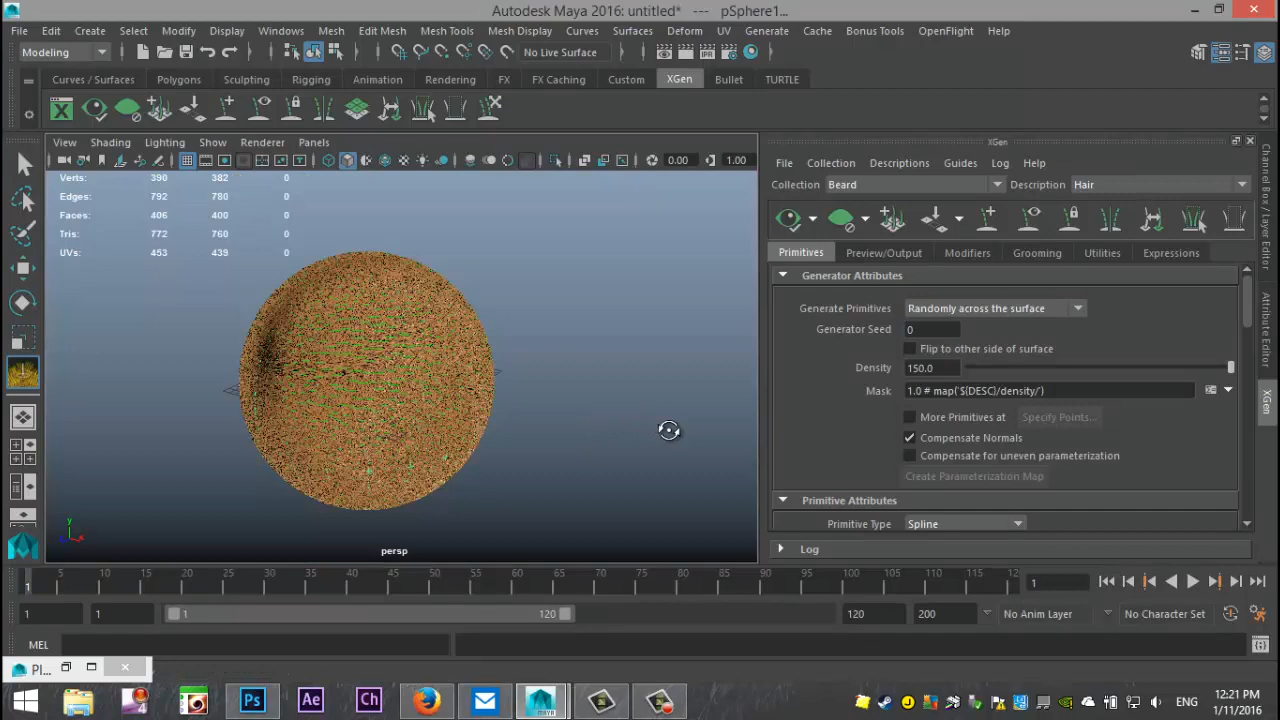 Autodesk Maya 2016: untitled* --- pSphere1...
File Edit Create Select Modify Display Windows Mesh Edit Mesh Mesh Tools Mesh Display Curves Surfaces Deform UV Generate Cache Bonus Tools OpenFlight Help
Modeling No Live Surface
Curves / Surfaces Polygons Sculpting Rigging Animation Rendering FX FX Caching Custom XGen Bullet TURTLE
View Shading Lighting Show Renderer Panels
0.00 1.00
Verts: 390 382 0
Edges: 792 780 0
Faces: 406 400 0
Tris: 772 760 0
UVs: 453 439 0
y
x
persp
XGen
File Collection Descriptions Guides Log Help
Collection Beard Description Hair
Primitives Preview/Output Modifiers Grooming Utilities Expressions
Generator Attributes
Generate Primitives Randomly across the surface
Generator Seed 0
Flip to other side of surface
Density 150.0
Mask 1.0 # map('${DESC}/density/')
More Primitives at Specify Points...
Compensate Normals
Compensate for uneven parameterization
Create Parameterization Map
Primitive Attributes
Primitive Type Spline
Log
Channel Box / Layer Editor
Attribute Editor
XGen
1 5 10 15 20 25 30 35 40 45 50 55 60 65 70 75 80 85 90 95 100 105 110 115 12 1
1 1 1 120 120 200 No Anim Layer No Character Set
MEL
Pl...
Ps Ae Ch ENG
12:21 PM
1/11/2016